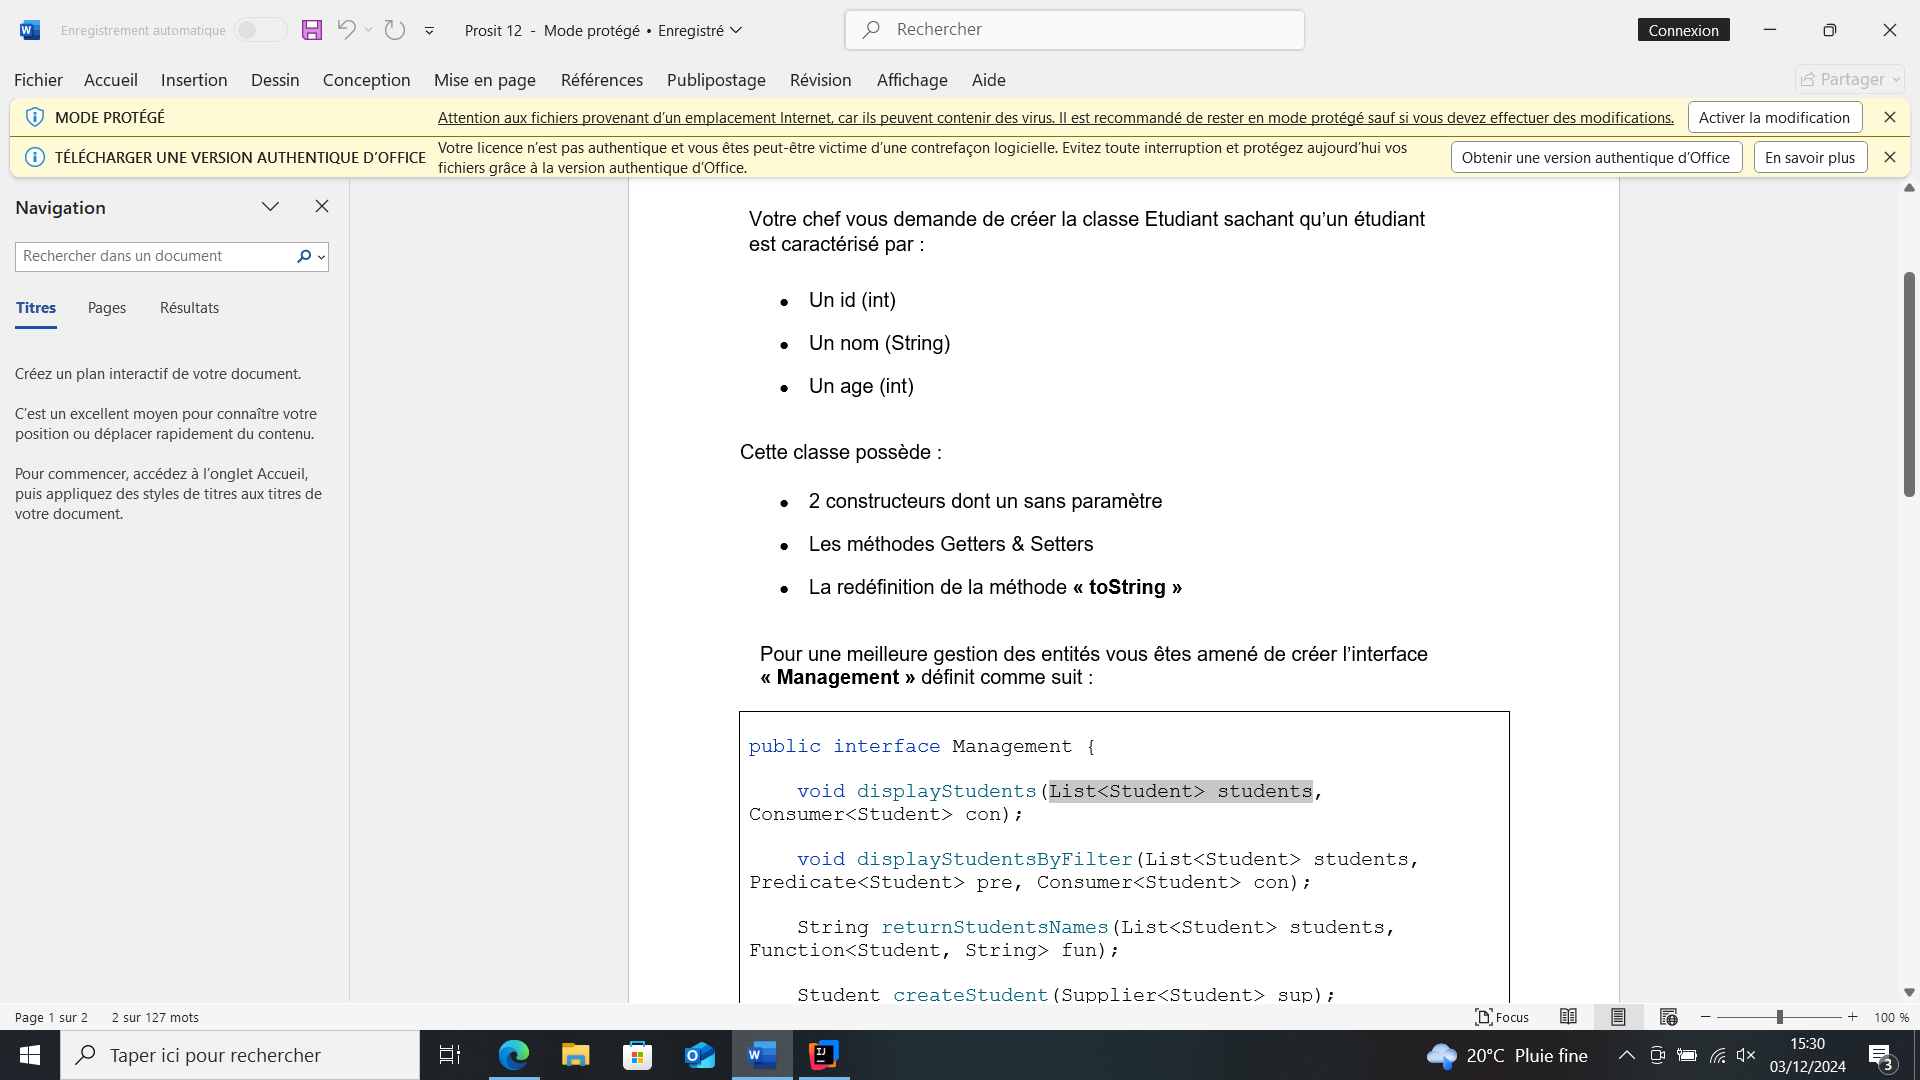 Enregistrement automatique
Prosit 12 - Mode protégé • Enregistré
Rechercher
Connexion
Fichier Accueil Insertion Dessin Conception Mise en page Références Publipostage Révision Affichage Aide
Partager
MODE PROTÉGÉ Attention aux fichiers provenant d'un emplacement Internet, car ils peuvent contenir des virus. Il est recommandé de rester en mode protégé sauf si vous devez effectuer des modifications. Activer la modification
TÉLÉCHARGER UNE VERSION AUTHENTIQUE D'OFFICE Votre licence n'est pas authentique et vous êtes peut-être victime d'une contrefaçon logicielle. Evitez toute interruption et protégez aujourd'hui vos
fichiers grâce à la version authentique d'Office.
Obtenir une version authentique d'Office En savoir plus
Navigation
Rechercher dans un document
Titres Pages Résultats
Créez un plan interactif de votre document.
C'est un excellent moyen pour connaître votre
position ou déplacer rapidement du contenu.
Pour commencer, accédez à l'onglet Accueil,
puis appliquez des styles de titres aux titres de
votre document.
Votre chef vous demande de créer la classe Etudiant sachant qu'un étudiant
est caractérisé par :
● Un id (int)
● Un nom (String)
● Un age (int)
Cette classe possède :
● 2 constructeurs dont un sans paramètre
● Les méthodes Getters & Setters
● La redéfinition de la méthode « toString »
Pour une meilleure gestion des entités vous êtes amené de créer l'interface
« Management » définit comme suit :
public interface Management {
void displayStudents(List<Student> students,
Consumer<Student> con);
void displayStudentsByFilter(List<Student> students,
Predicate<Student> pre, Consumer<Student> con);
String returnStudentsNames(List<Student> students,
Function<Student, String> fun);
Student createStudent(Supplier<Student> sup);
Page 1 sur 2 2 sur 127 mots
Focus
100 %
Taper ici pour rechercher
20°C Pluie fine
15:30
03/12/2024
3